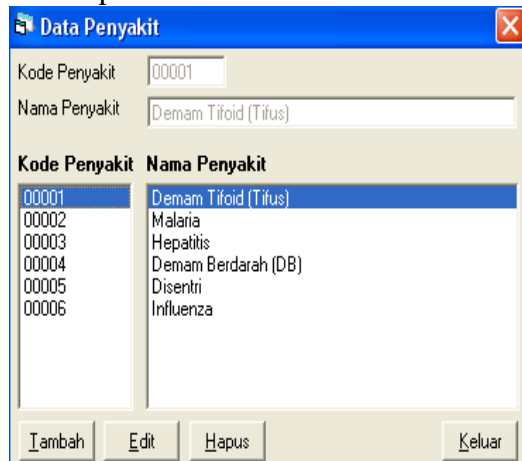 Data Penyakit
Kode Penyakit 00001
Nama Penyakit Demam Tifoid (Tifus)
Kode Penyakit Nama Penyakit
00001 Demam Tifoid (Tifus)
00002 Malaria
00003 Hepatitis
00004 Demam Berdarah (DB)
00005 Disentri
00006 Influenza
Tambah Edit Hapus Keluar